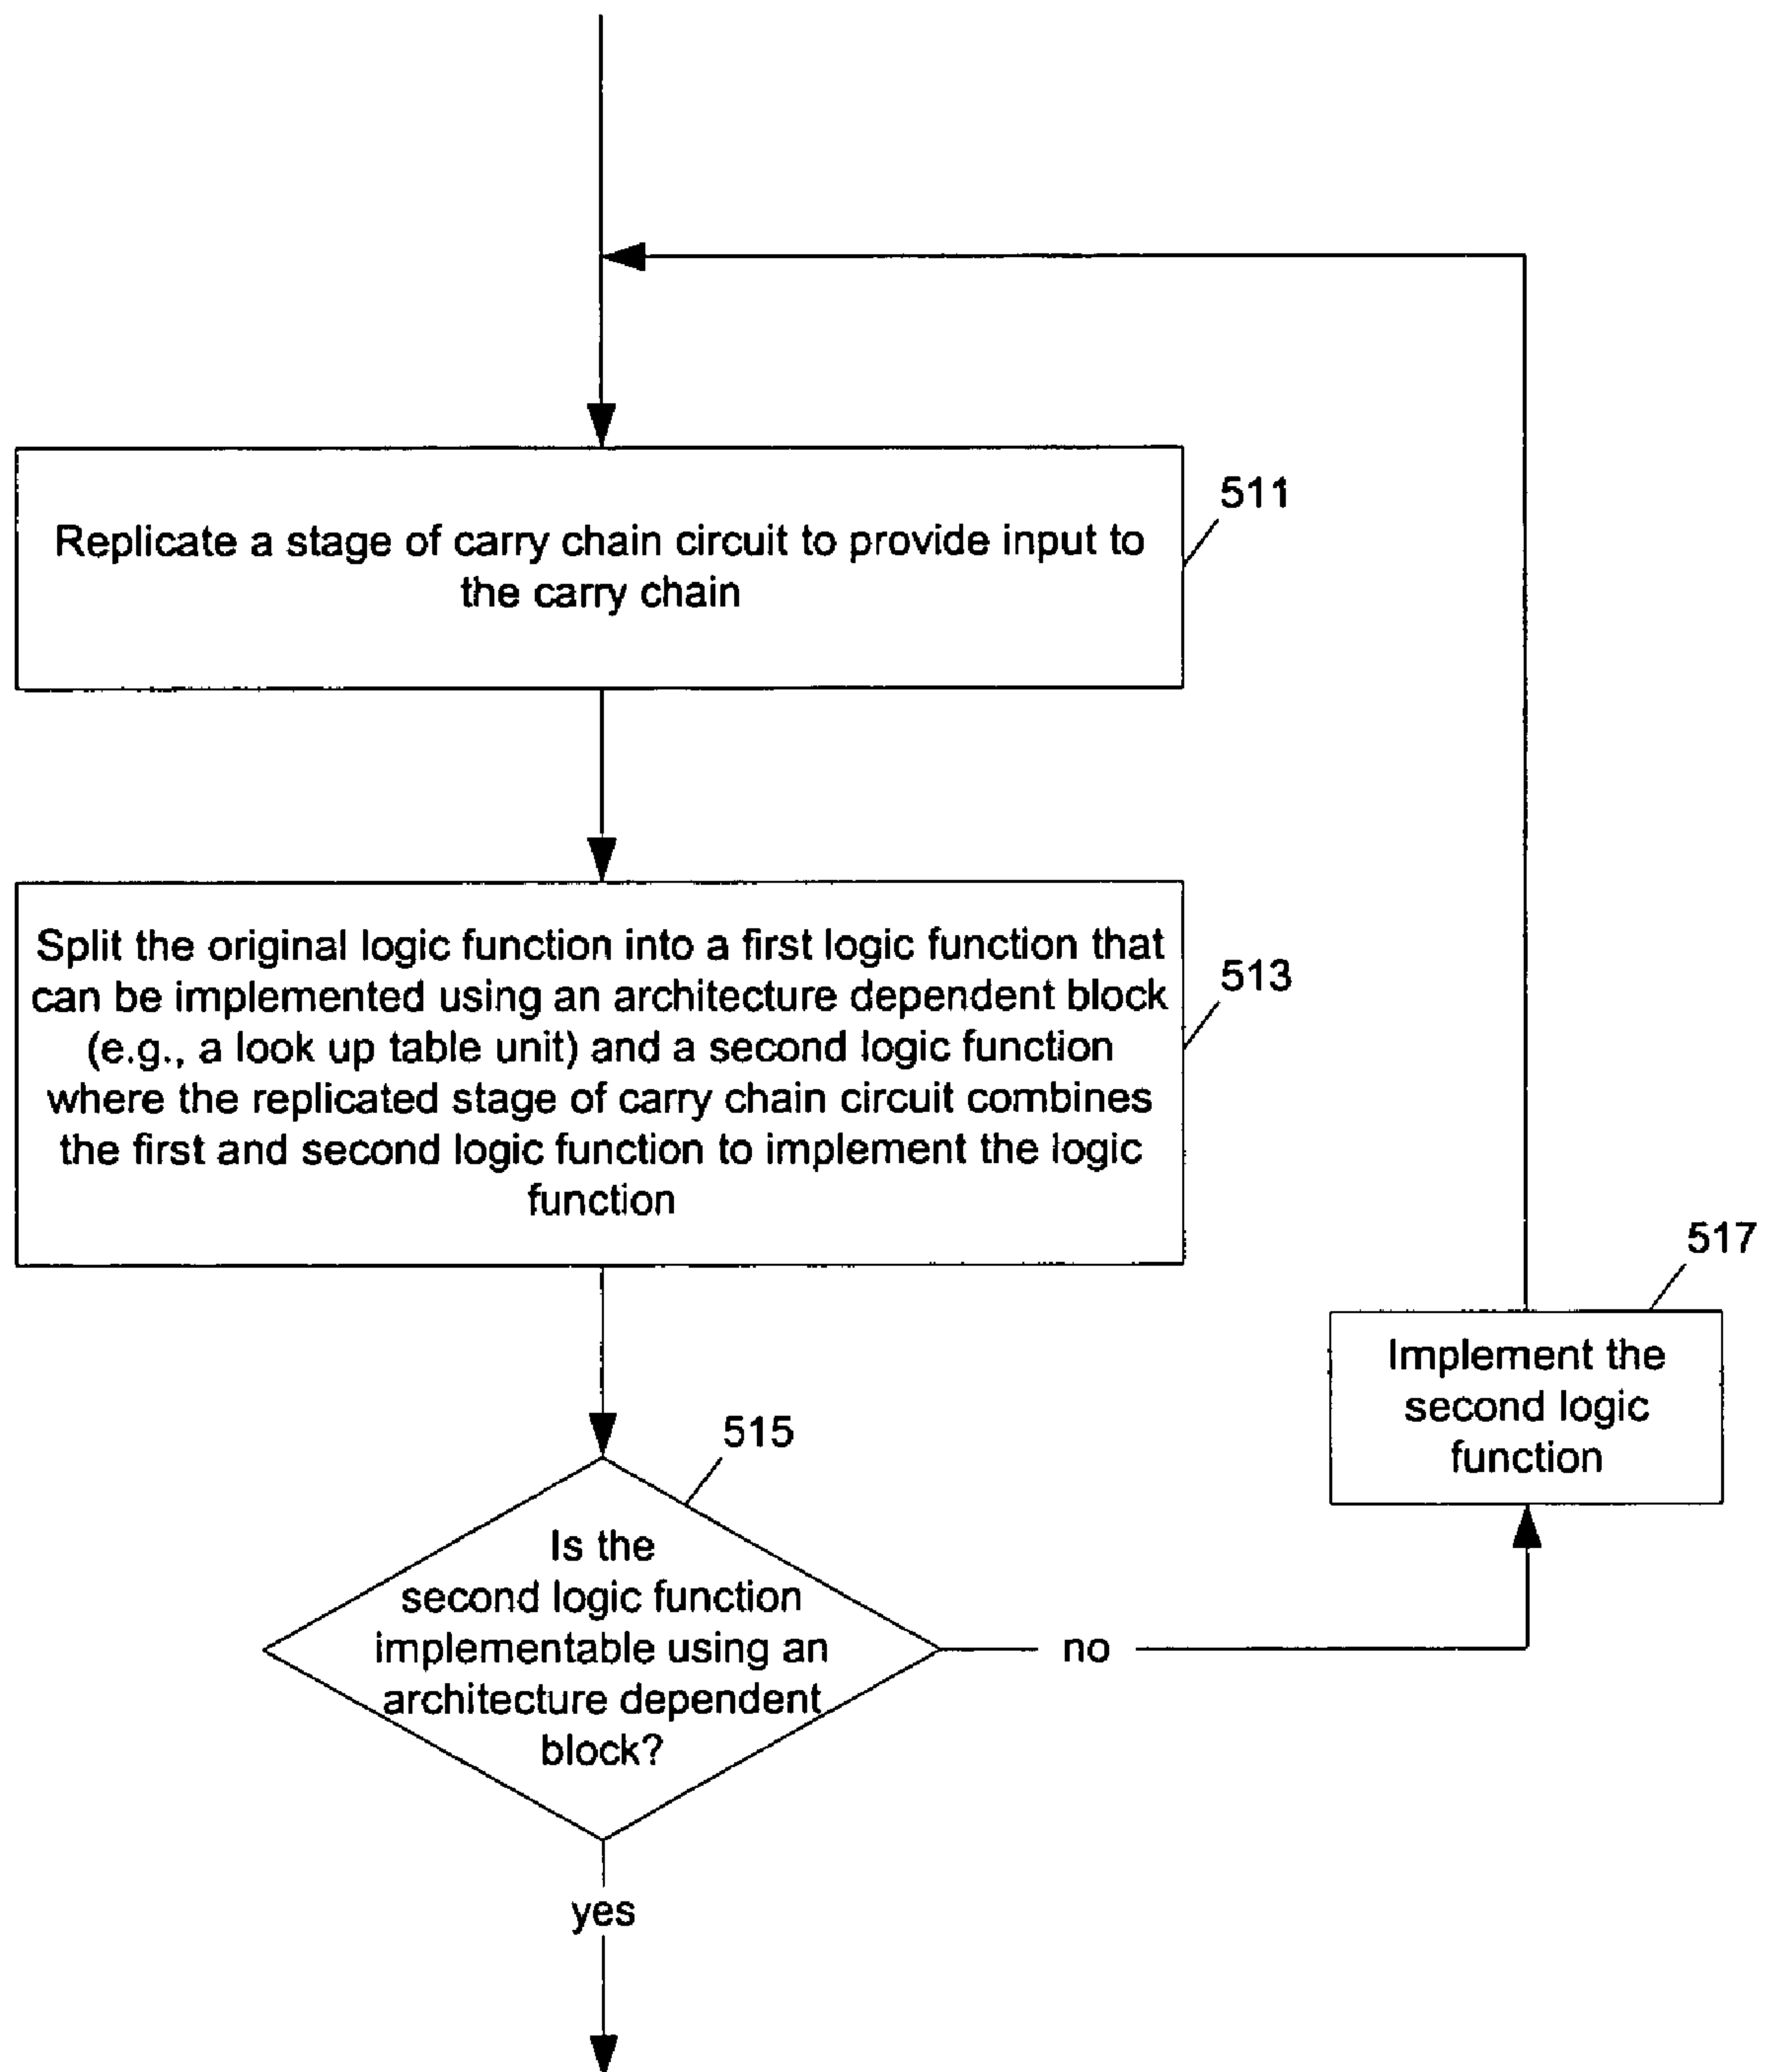 Replicate a stage of carry chain circuit to provide input to
the carry chain
511
Split the original logic function into a first logic function that
can be implemented using an architecture dependent block
(e.g., a look up table unit) and a second logic function
where the replicated stage of carry chain circuit combines
the first and second logic function to implement the logic
function
513
517
Implement the
second logic
function
515
Is the
second logic function
implementable using an
architecture dependent
block?
no
yes